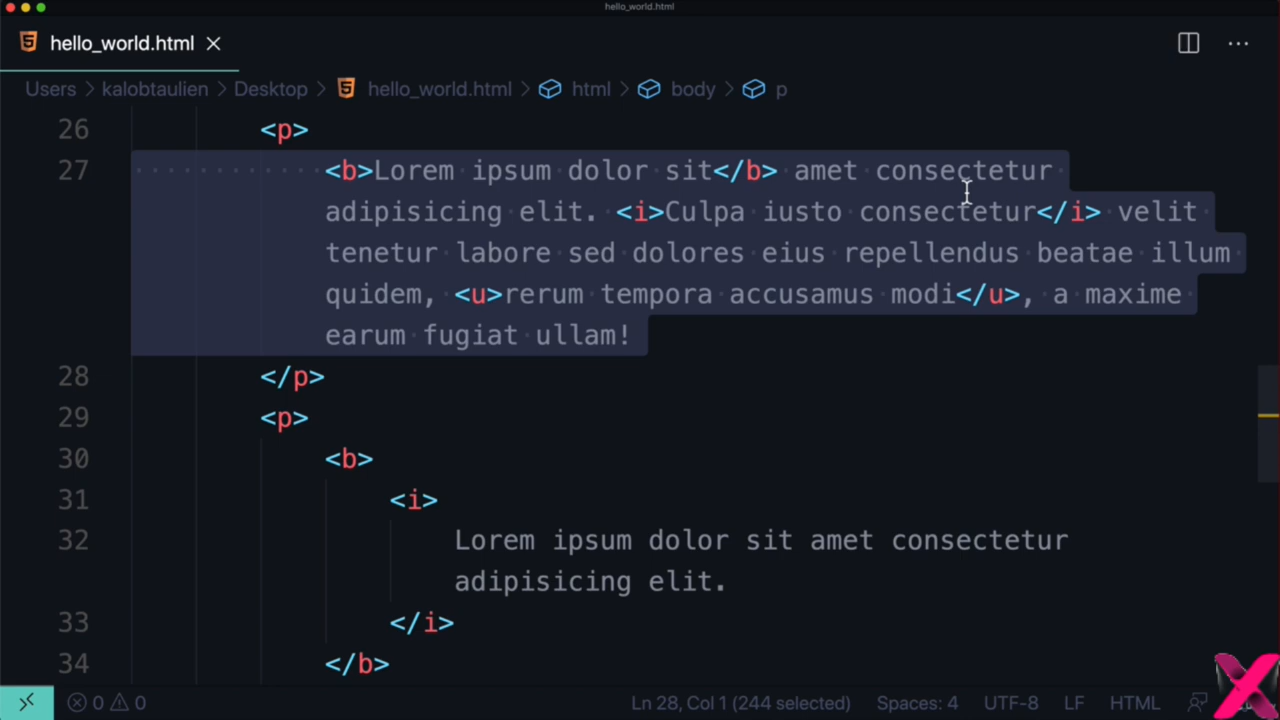 hello_world.html
hello_world.html
Users > kalobtaulien > Desktop > hello_world.html > html > body > p
26 <p>
27 <b>Lorem ipsum dolor sit</b> amet consectetur
adipisicing elit. <i>Culpa iusto consectetur</i> velit
tenetur labore sed dolores eius repellendus beatae illum
quidem, <u>rerum tempora accusamus modi</u>, a maxime
earum fugiat ullam!
28 </p>
29 <p>
30 <b>
31 <i>
32 Lorem ipsum dolor sit amet consectetur
adipisicing elit.
33 </i>
34 </b>
0 0 Ln 28, Col 1 (244 selected) Spaces: 4 UTF-8 LF HTML